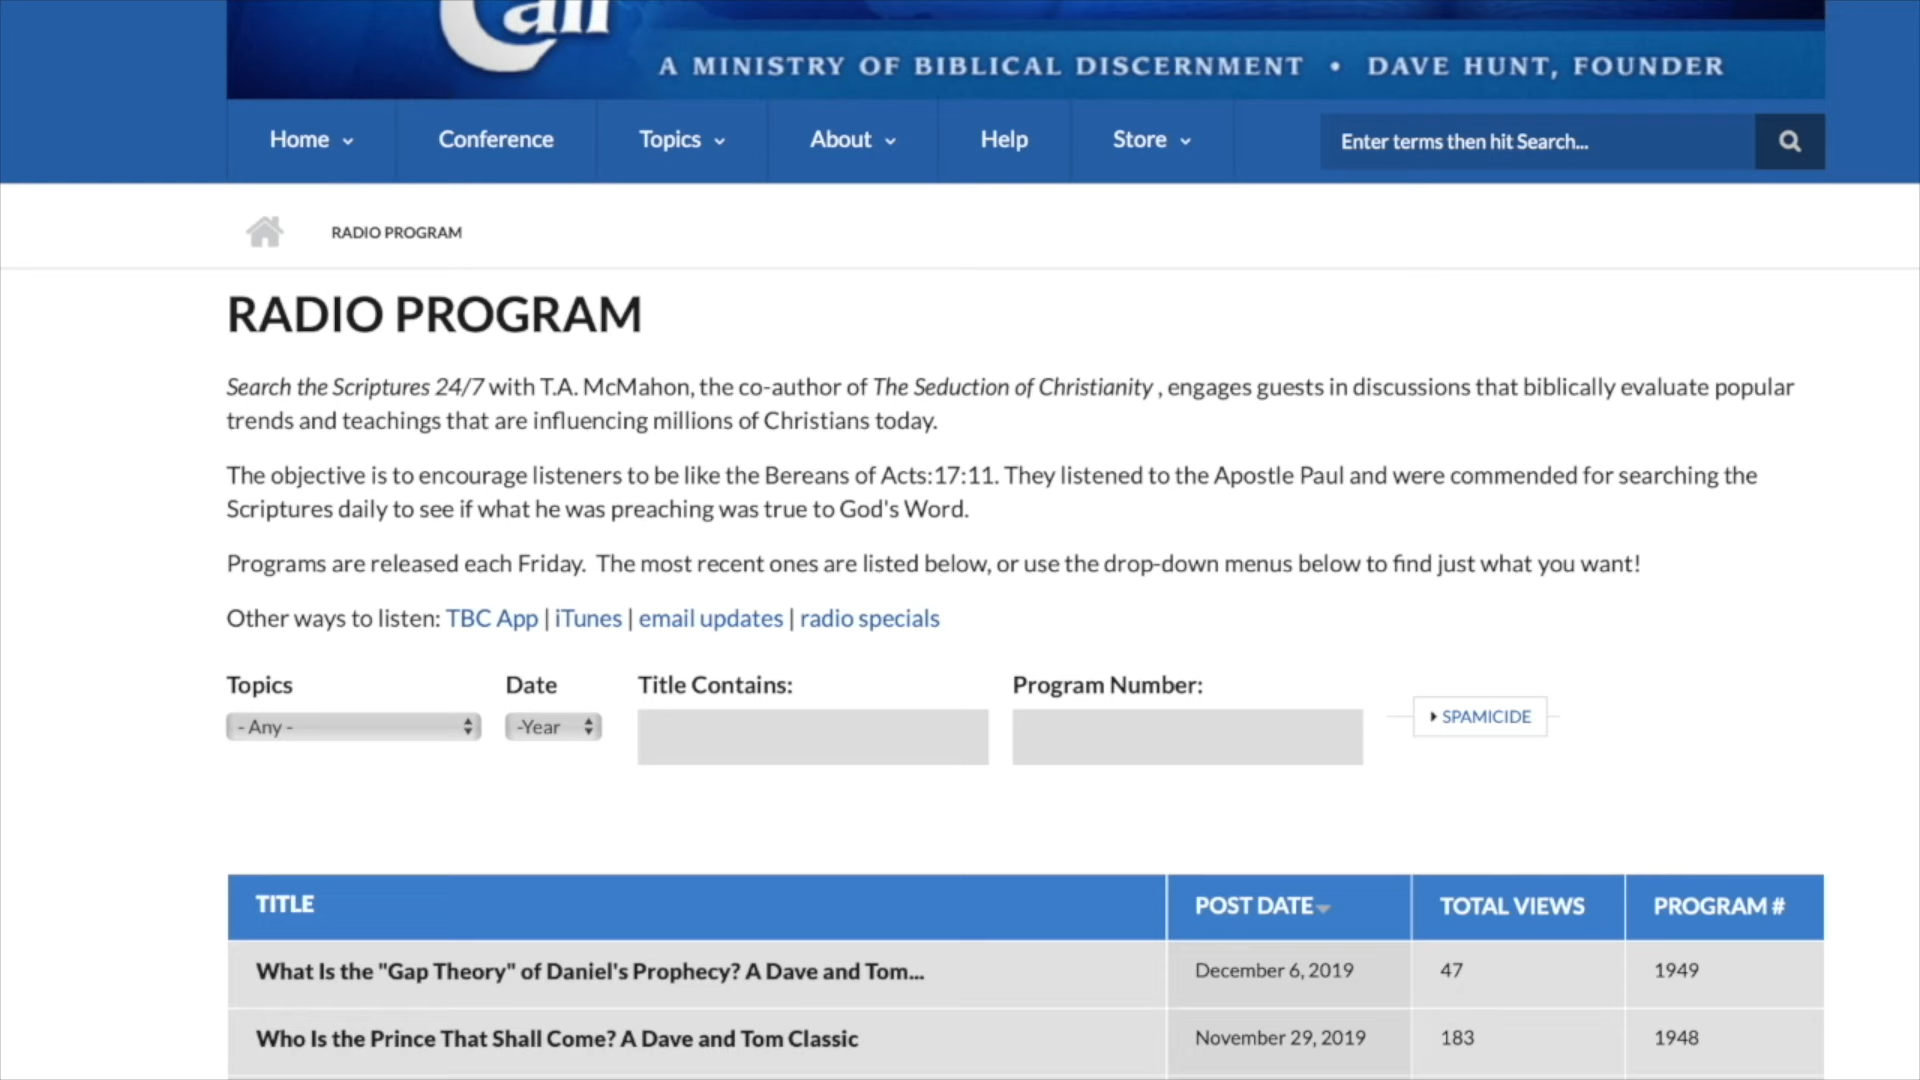 Call
A MINISTRY OF BIBLICAL DISCERNMENT • DAVE HUNT, FOUNDER
Home Conference Topics About Help Store Enter terms then hit Search...
RADIO PROGRAM
RADIO PROGRAM
Search the Scriptures 24/7 with T.A. McMahon, the co-author of The Seduction of Christianity , engages guests in discussions that biblically evaluate popular
trends and teachings that are influencing millions of Christians today.
The objective is to encourage listeners to be like the Bereans of Acts:17:11. They listened to the Apostle Paul and were commended for searching the
Scriptures daily to see if what he was preaching was true to God's Word.
Programs are released each Friday.  The most recent ones are listed below, or use the drop-down menus below to find just what you want!
Other ways to listen: TBC App | iTunes | email updates | radio specials
Topics Date Title Contains: Program Number:
- Any - -Year SPAMICIDE
TITLE POST DATE TOTAL VIEWS PROGRAM #
What Is the "Gap Theory" of Daniel's Prophecy? A Dave and Tom... December 6, 2019 47 1949
Who Is the Prince That Shall Come? A Dave and Tom Classic November 29, 2019 183 1948